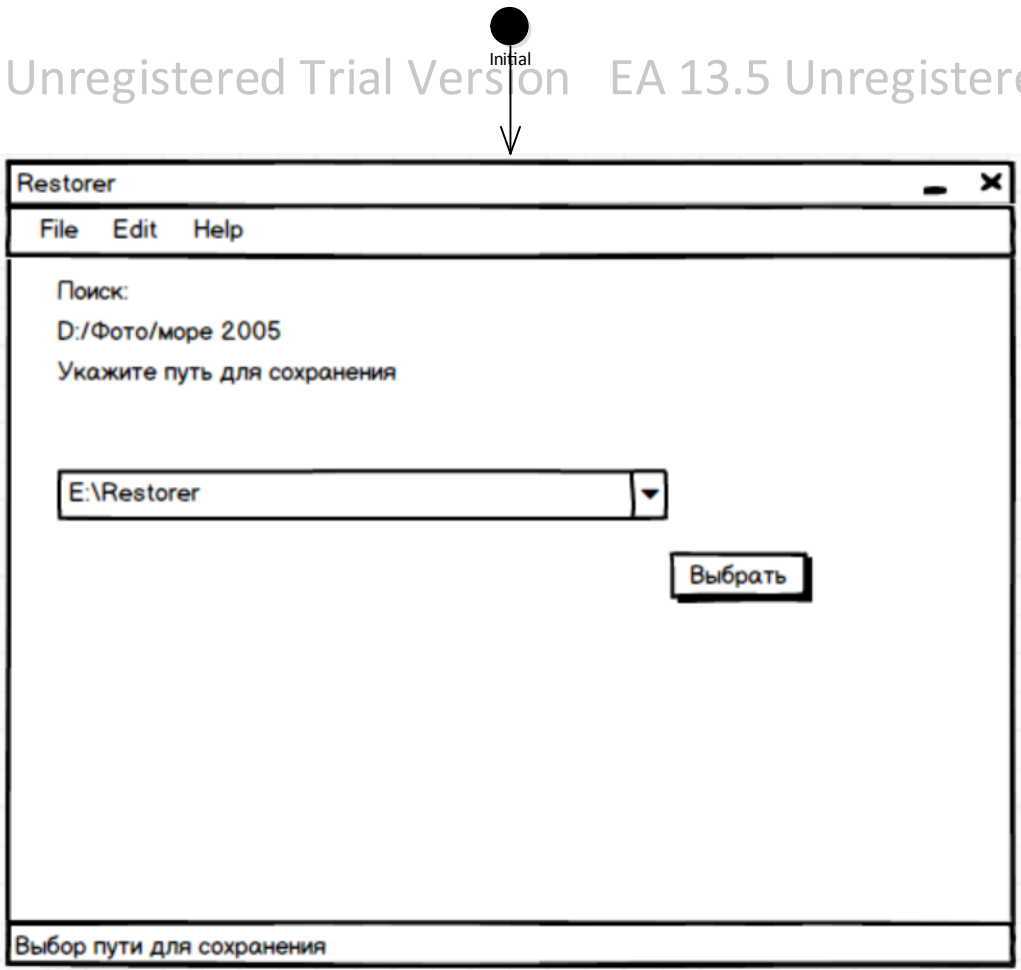 Initial
Unregistered Trial Version EA 13.5 Unregistere
Restorer
File Edit Help
Поиск:
D:/Фото/море 2005
Укажите путь для сохранения
E:\Restorer
Выбрать
Выбор пути для сохранения